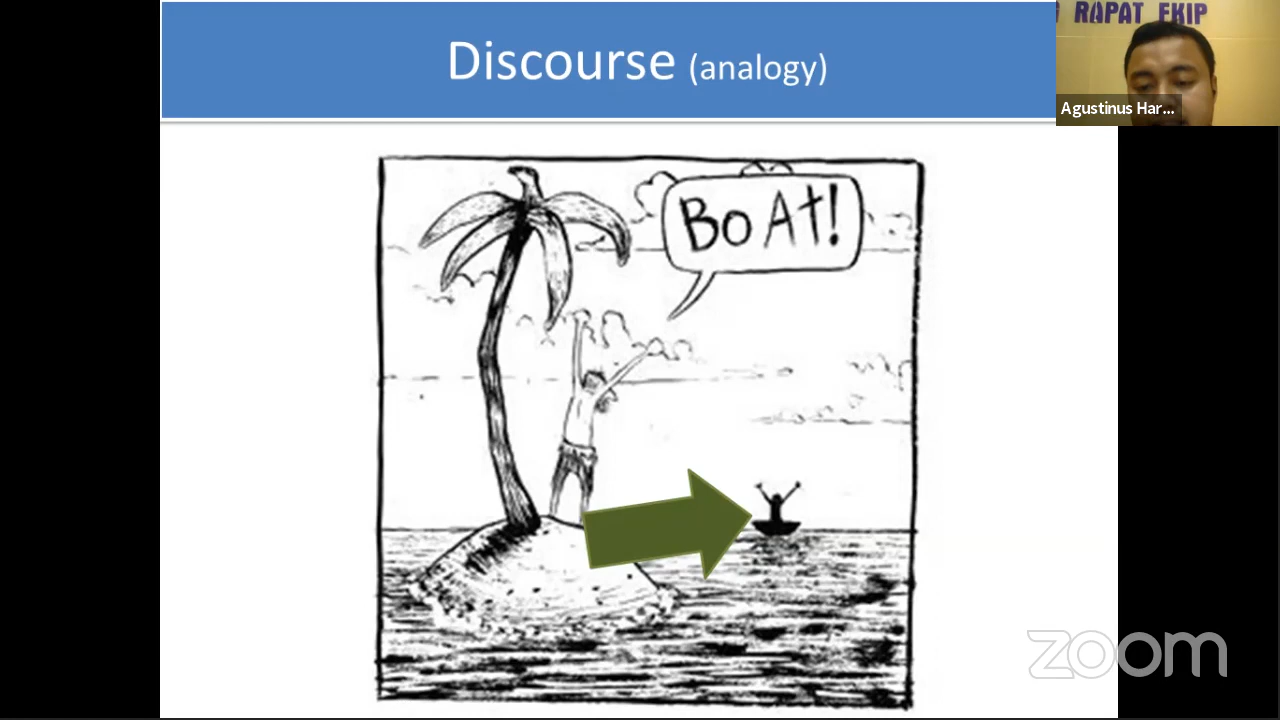 Discourse (analogy)
RAPAT FKIP
Agustinus Har...
BoAt!
zoom